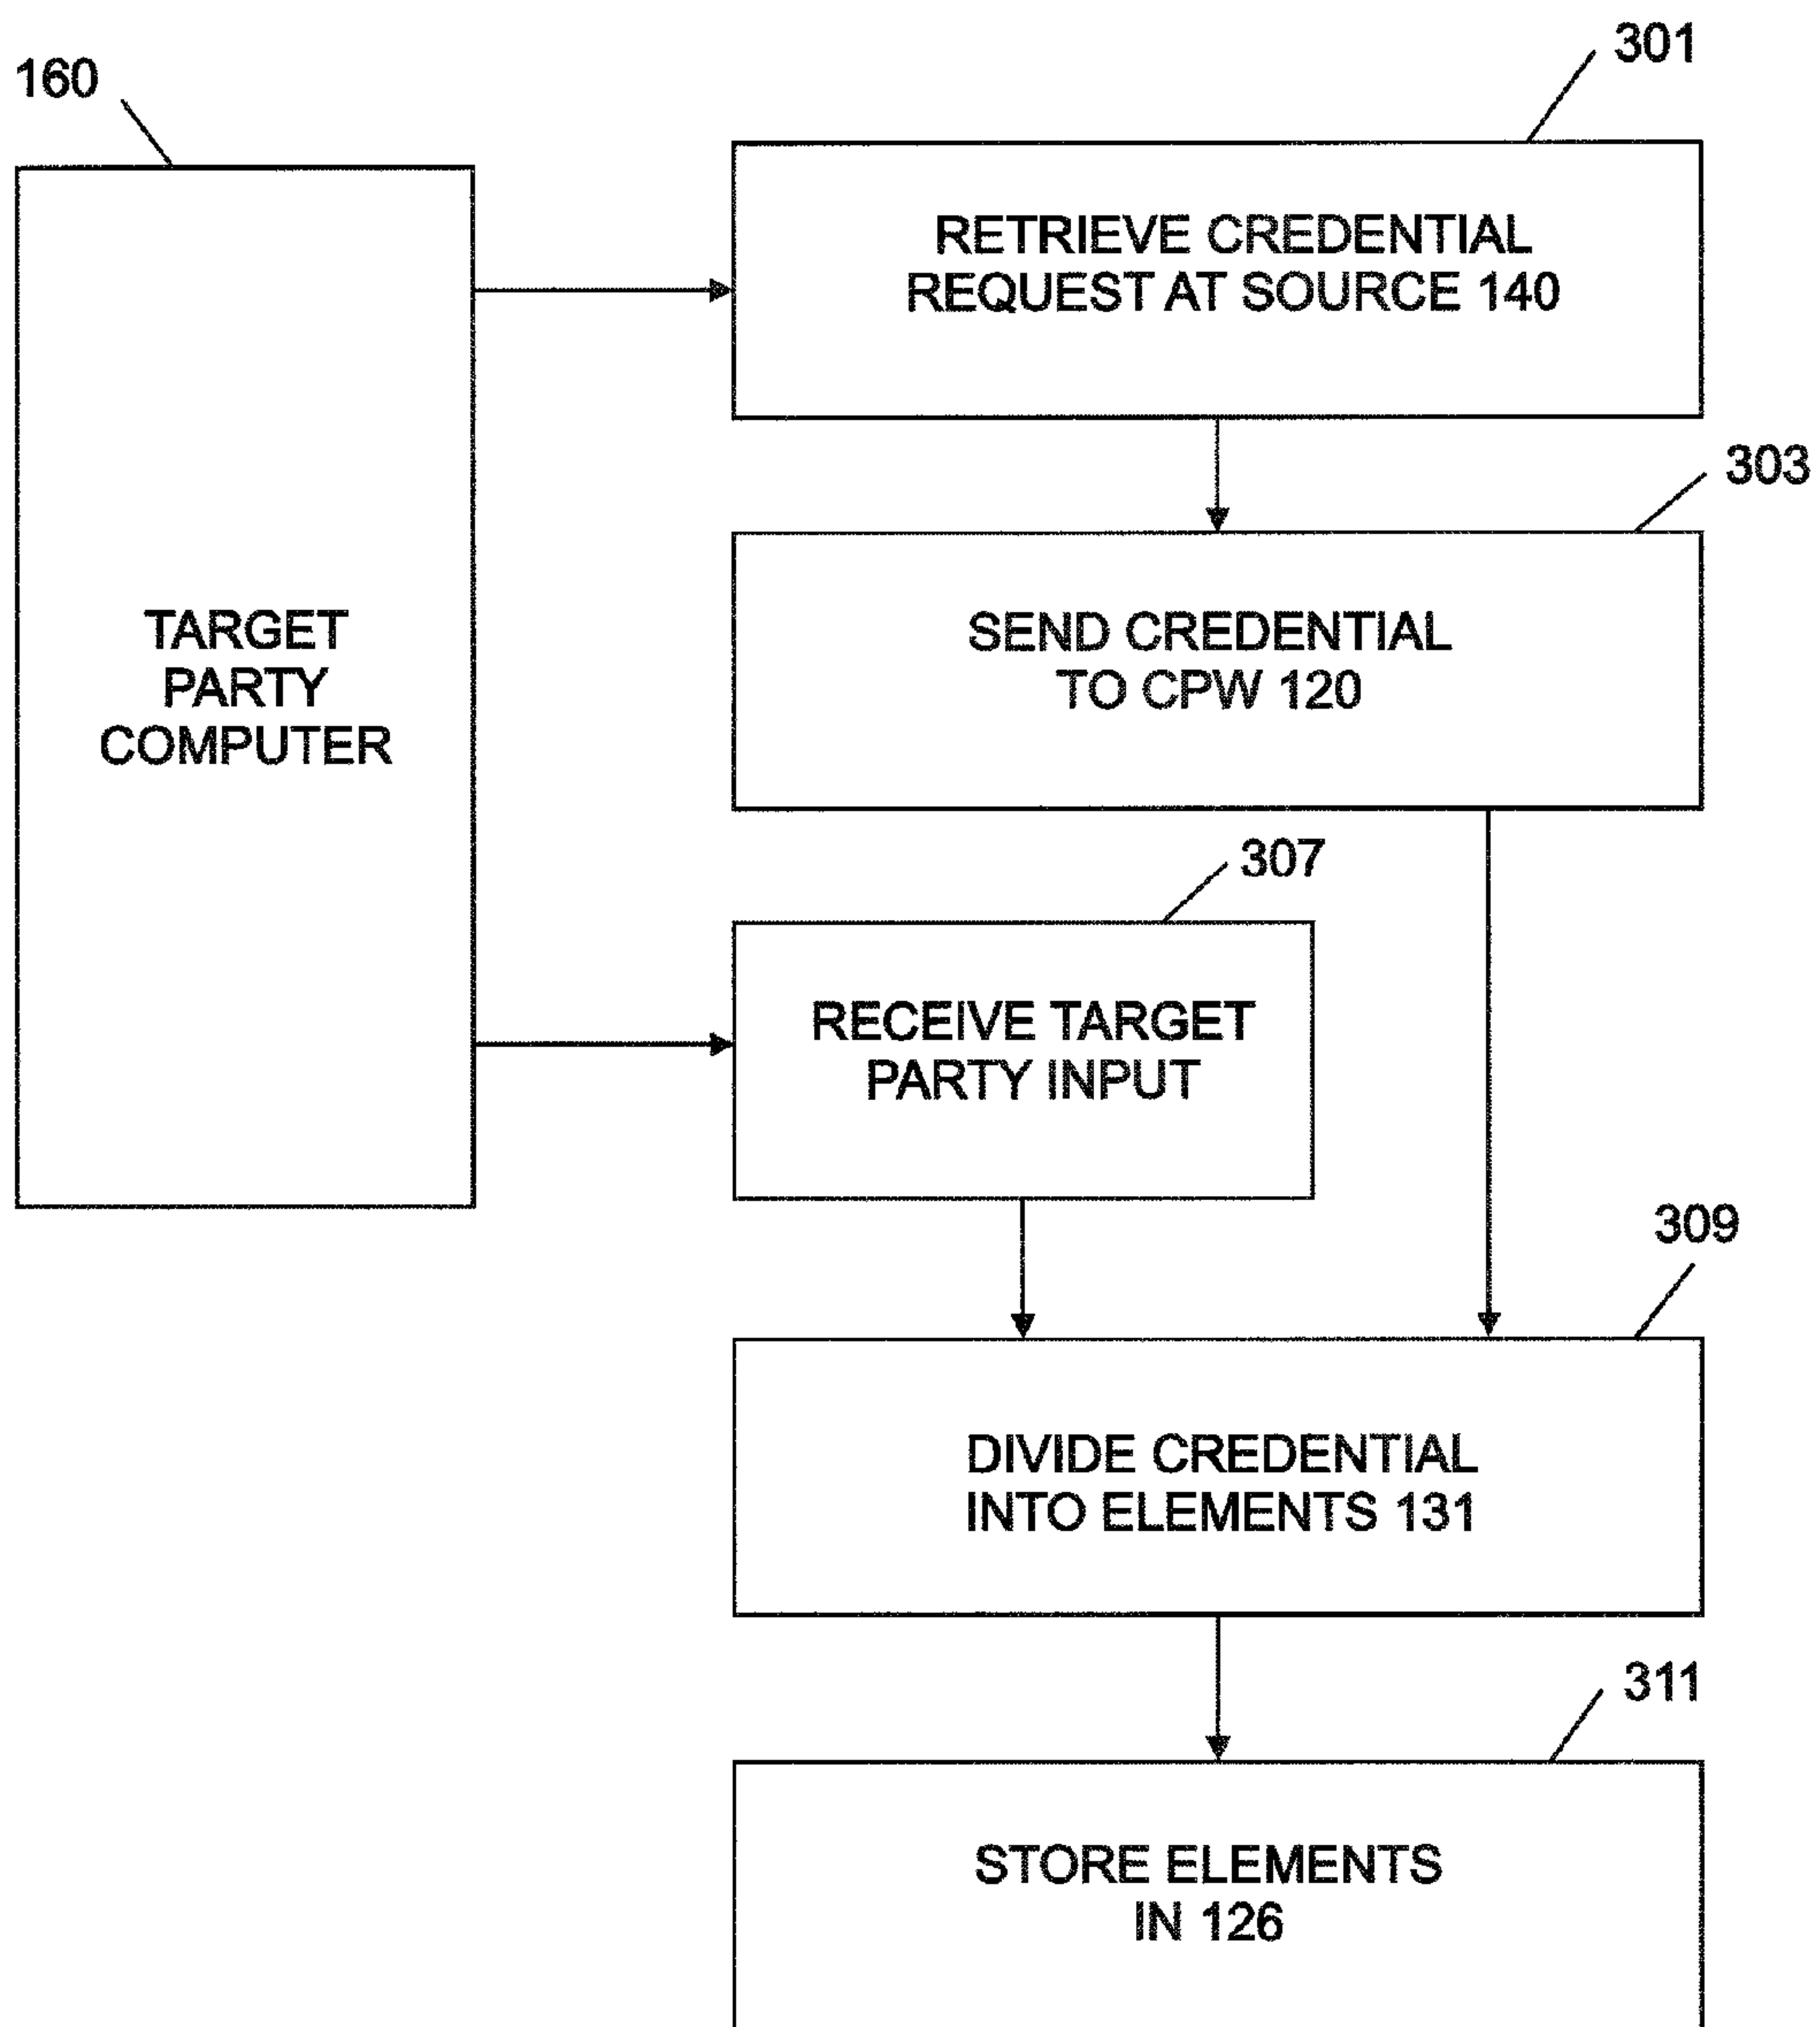 301
160
RETRIEVE CREDENTIAL
REQUEST AT SOURCE 140
303
SEND CREDENTIAL
TO CPW 120
TARGET
PARTY
COMPUTER
307
RECEIVE TARGET
PARTY INPUT
309
DIVIDE CREDENTIAL
INTO ELEMENTS 131
311
STORE ELEMENTS
IN 126